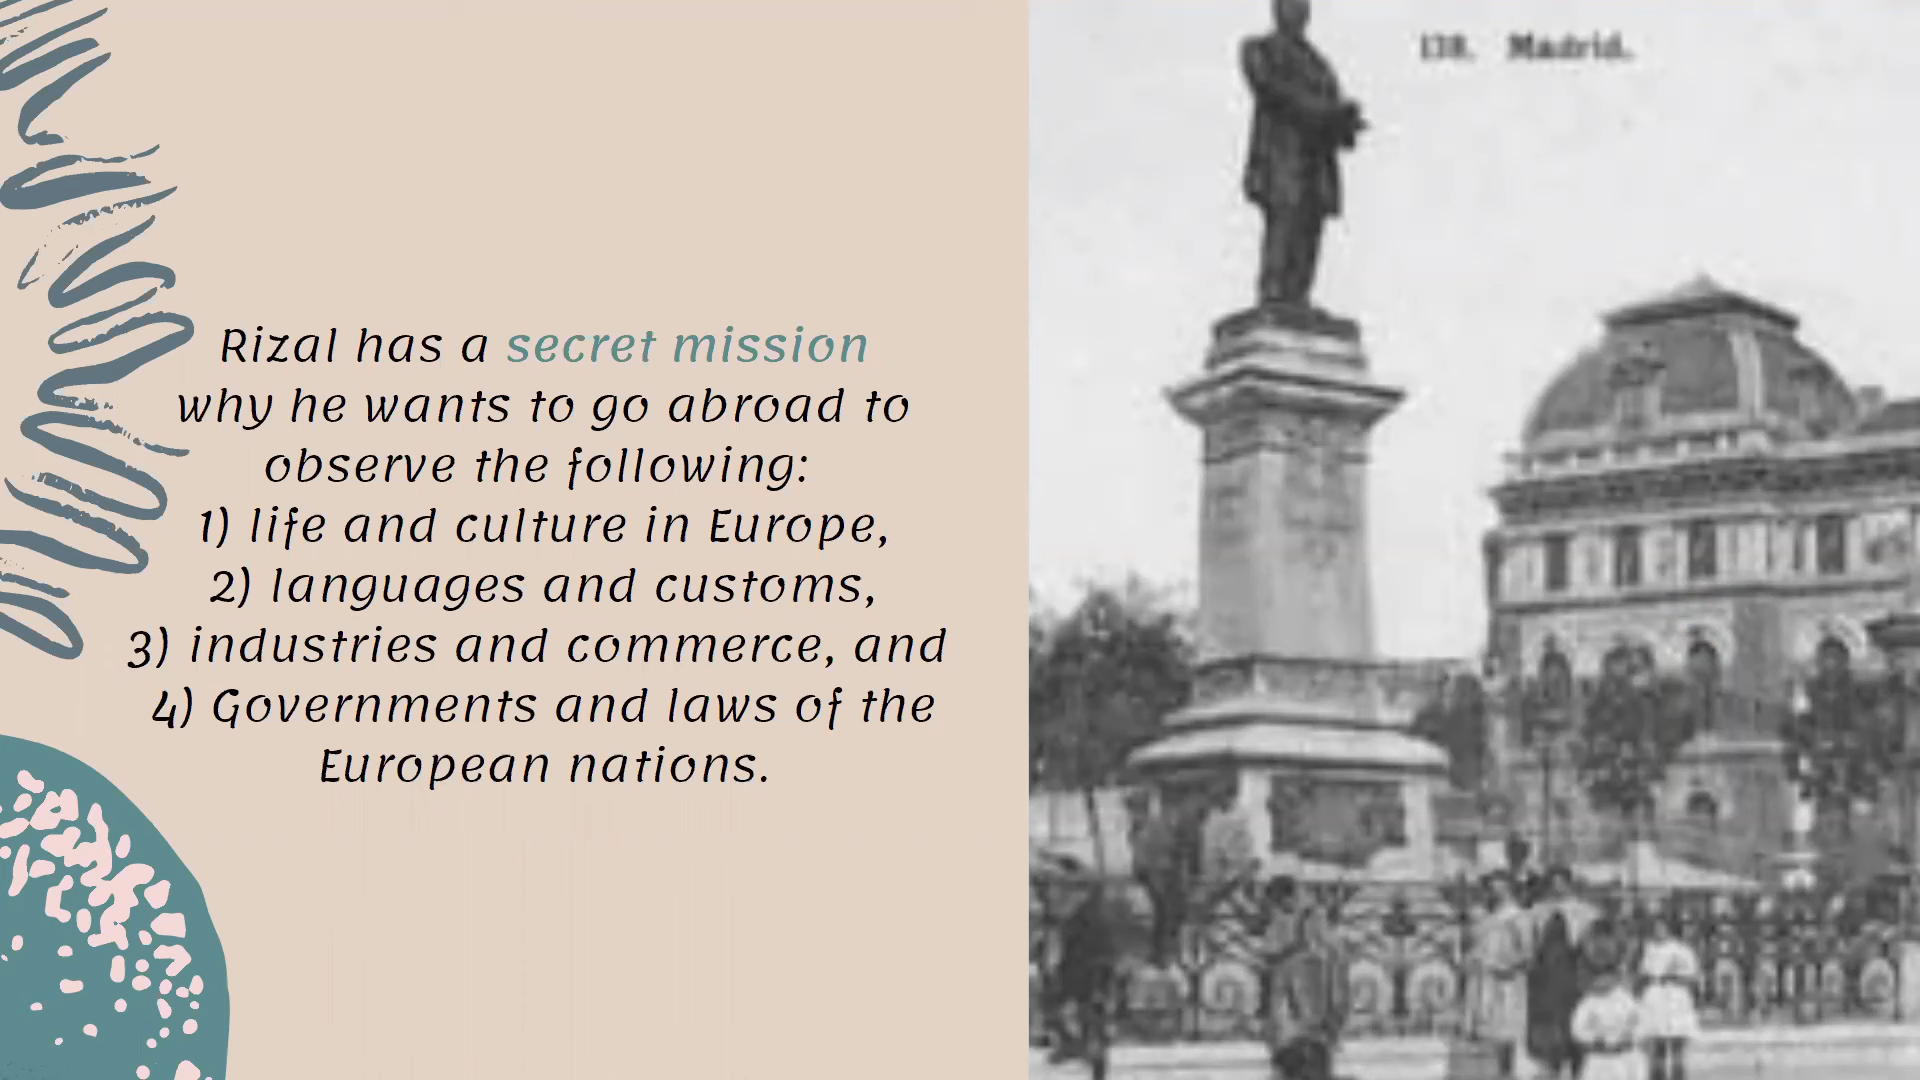 Rizal has a secret mission
why he wants to go abroad to
observe the following:
1) life and culture in Europe,
2) languages and customs,
3) industries and commerce, and
4) Governments and laws of the
European nations.
138. Madrid.